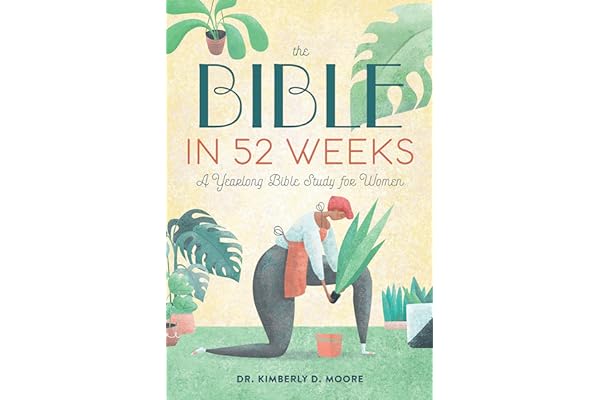 the
BIBLE
IN 52 WEEKS
A Yearlong Bible Study for Women
DR. KIMBERLY D. MOORE